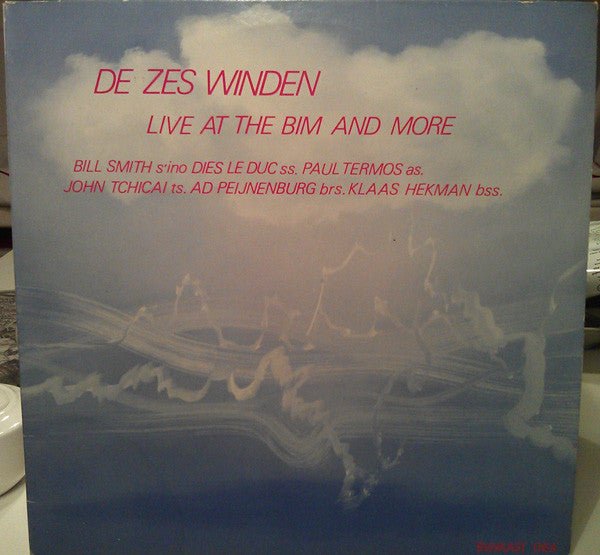 DE ZES WINDEN
LIVE AT THE BIM AND MORE
BILL SMITH s'ino DIES LE DUC ss. PAUL TERMOS as.
JOHN TCHICAI ts. AD PEIJNENBURG brs. KLAAS HEKMAN bss.